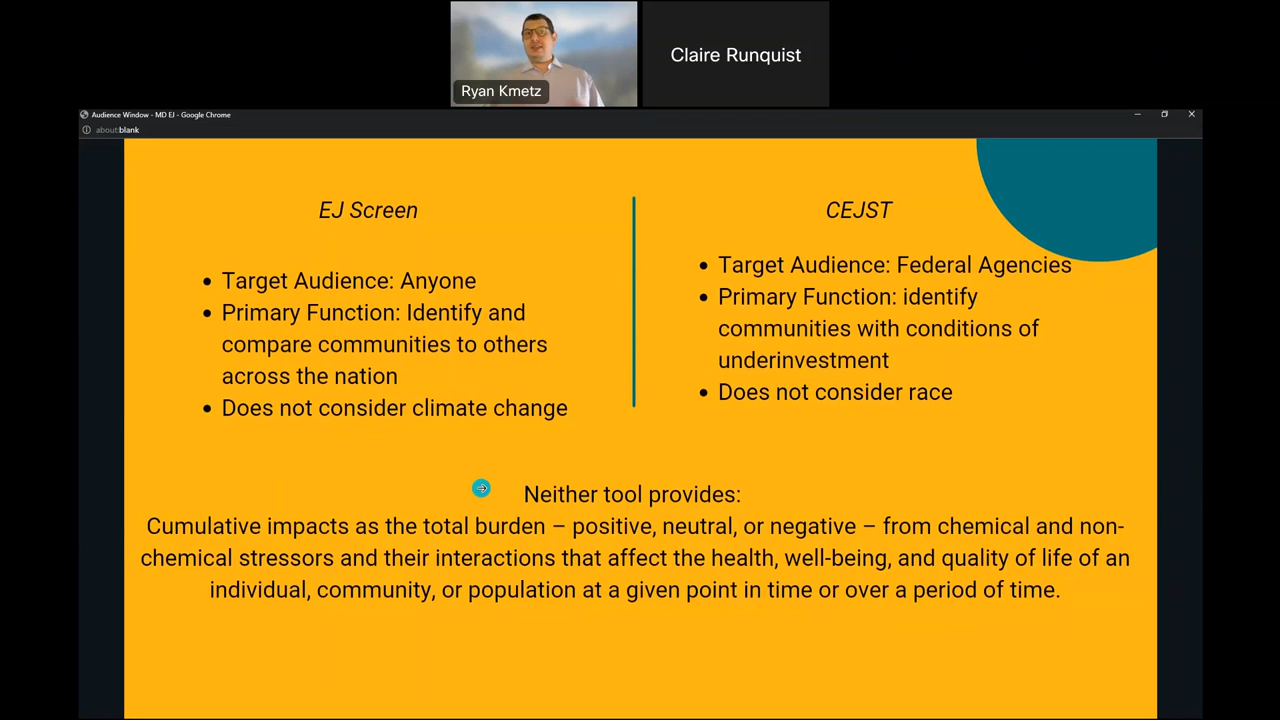 Ryan Kmetz
Claire Runquist
Audience Window - MD EJ - Google Chrome
about:blank
EJ Screen
• Target Audience: Anyone
• Primary Function: Identify and
compare communities to others
across the nation
• Does not consider climate change
CEJST
• Target Audience: Federal Agencies
• Primary Function: identify
communities with conditions of
underinvestment
• Does not consider race
Neither tool provides:
Cumulative impacts as the total burden – positive, neutral, or negative – from chemical and non-
chemical stressors and their interactions that affect the health, well-being, and quality of life of an
individual, community, or population at a given point in time or over a period of time.